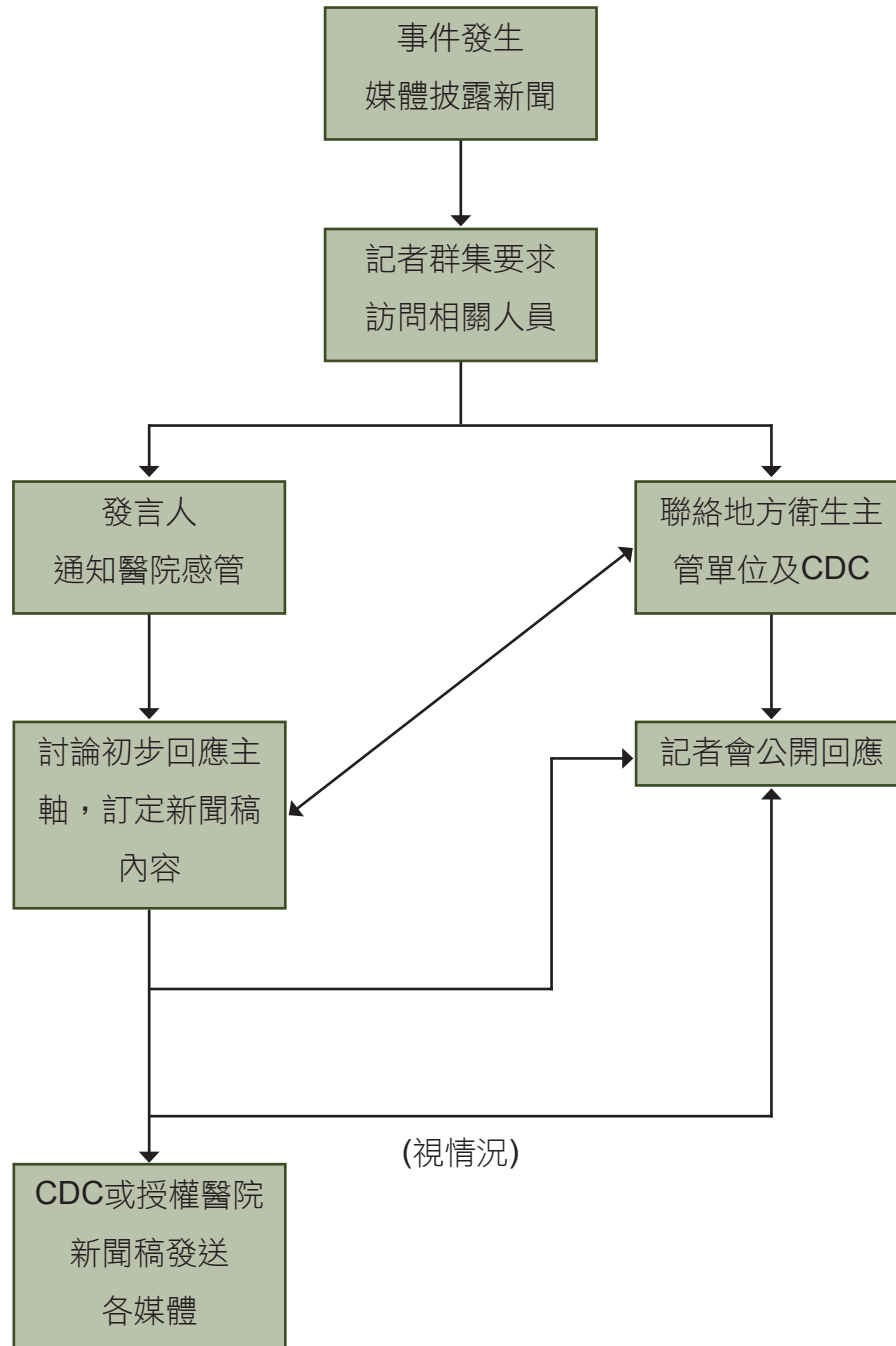 事件發生
媒體披露新聞
記者群集要求
訪問相關人員
發言人
通知醫院感管
聯絡地方衛生主
管單位及CDC
討論初步回應主
軸，訂定新聞稿
內容
記者會公開回應
(視情況)
CDC或授權醫院
新聞稿發送
各媒體